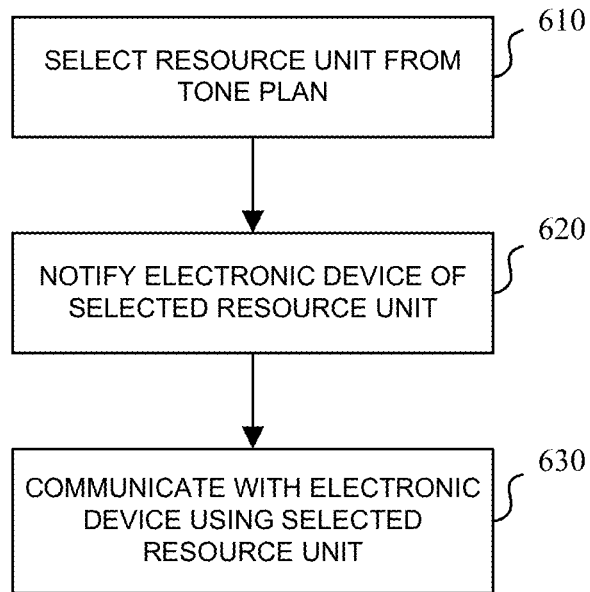 610
SELECT RESOURCE UNIT FROM
TONE PLAN
620
NOTIFY ELECTRONIC DEVICE OF
SELECTED RESOURCE UNIT
630
COMMUNICATE WITH ELECTRONIC
DEVICE USING SELECTED
RESOURCE UNIT